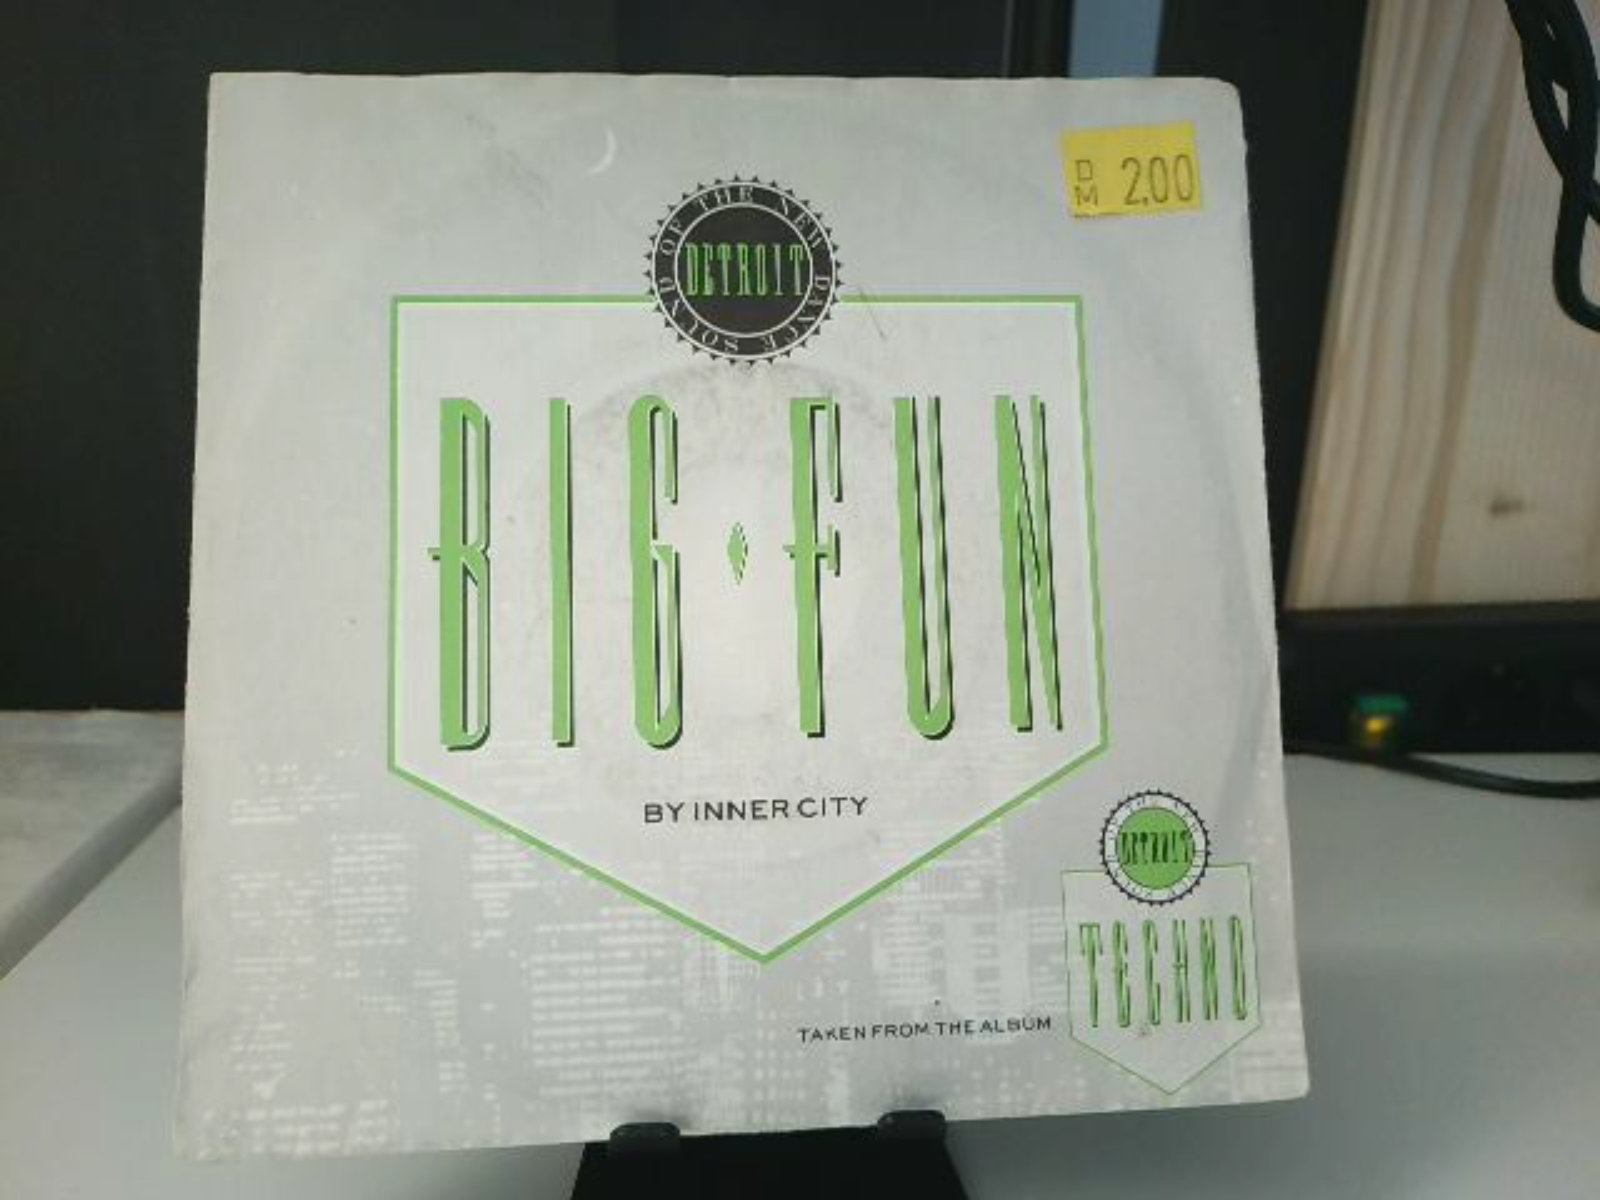 DM 2.00
DETROIT
SOUND OF THE NEW DANCE
BIG FUN
BY INNER CITY
DETROIT
TECHNO
TAKEN FROM THE ALBUM